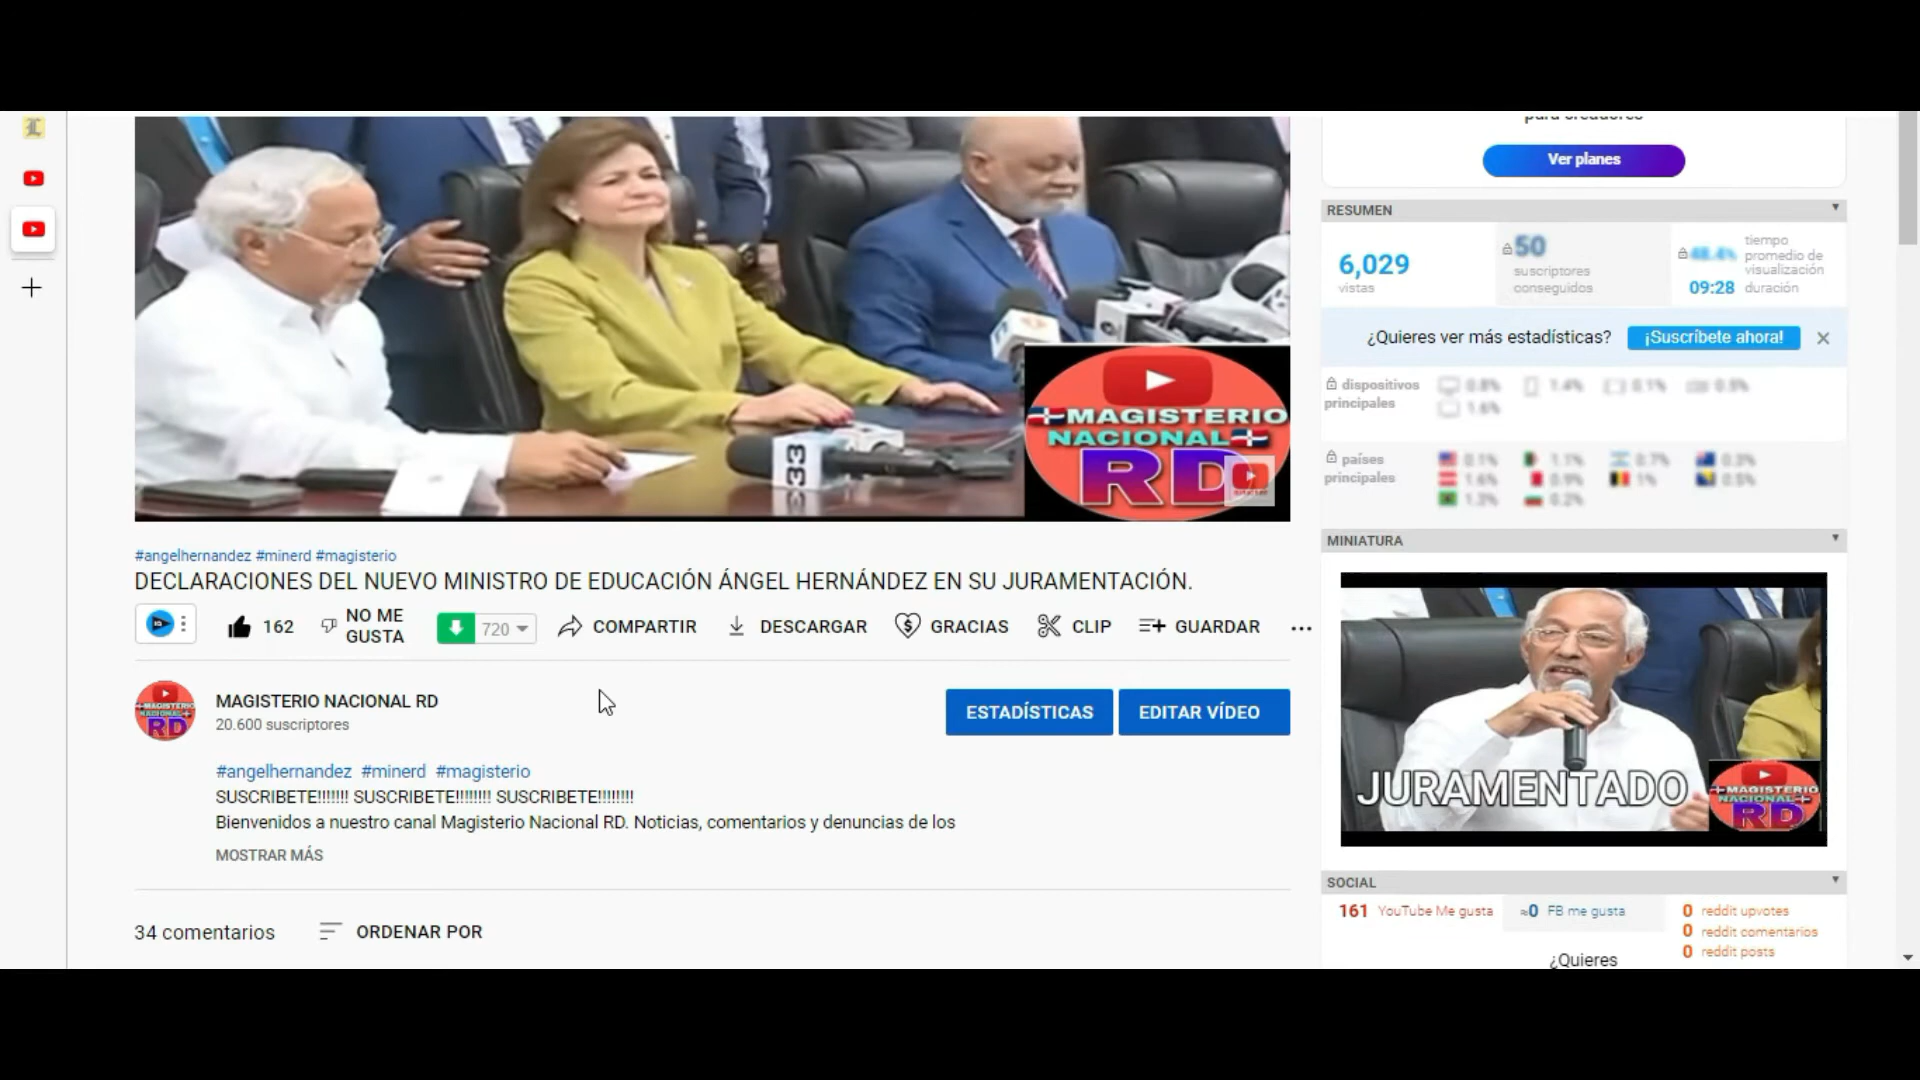 33
MAGISTERIO
NACIONAL
RD
#angelhernandez #minerd #magisterio
DECLARACIONES DEL NUEVO MINISTRO DE EDUCACIÓN ÁNGEL HERNÁNDEZ EN SU JURAMENTACIÓN.
162
NO ME GUSTA
720
COMPARTIR
DESCARGAR
GRACIAS
CLIP
GUARDAR
MAGISTERIO NACIONAL RD
20.600 suscriptores
ESTADÍSTICAS
EDITAR VÍDEO
#angelhernandez #minerd #magisterio
SUSCRIBETE!!!!!!! SUSCRIBETE!!!!!!!! SUSCRIBETE!!!!!!!!
Bienvenidos a nuestro canal Magisterio Nacional RD. Noticias, comentarios y denuncias de los
MOSTRAR MÁS
34 comentarios
ORDENAR POR
para creadores
Ver planes
RESUMEN
6,029
vistas
50
suscriptores
conseguidos
tiempo
promedio de
visualización
09:28 duración
¿Quieres ver más estadísticas?
¡Suscríbete ahora!
dispositivos
principales
países
principales
MINIATURA
JURAMENTADO
MAGISTERIO
NACIONAL
RD
SOCIAL
161 YouTube Me gusta
≈0 FB me gusta
0 reddit upvotes
0 reddit comentarios
0 reddit posts
¿Quieres